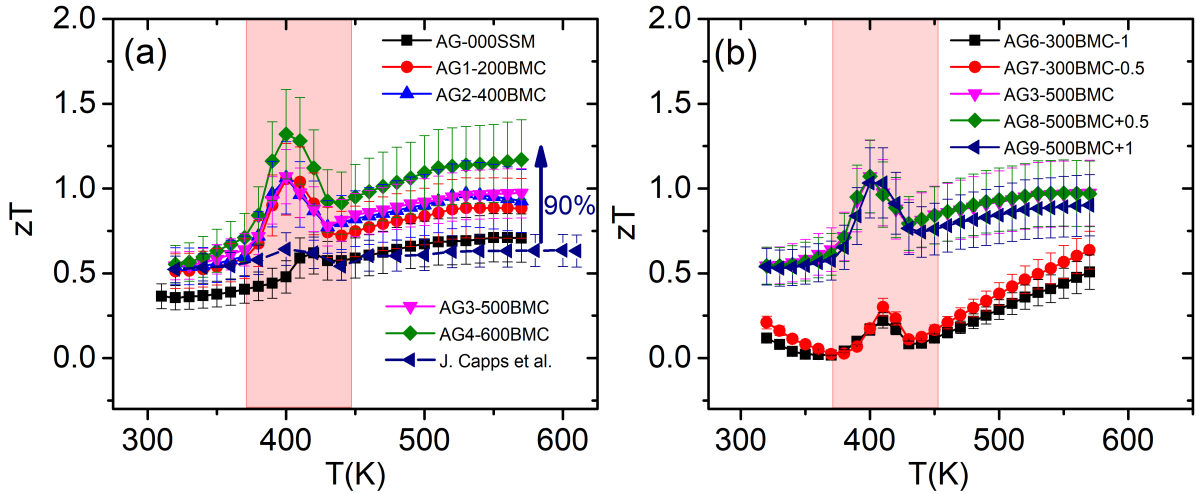 (a)
2.0
1.5
1.0
0.5
0.0
zT
300
400
500
600
T(K)
AG-000SSM
AG1-200BMC
AG2-400BMC
90%
AG3-500BMC
AG4-600BMC
J. Capps et al.
(b)
2.0
1.5
1.0
0.5
0.0
zT
300
400
500
600
T(K)
AG6-300BMC-1
AG7-300BMC-0.5
AG3-500BMC
AG8-500BMC+0.5
AG9-500BMC+1